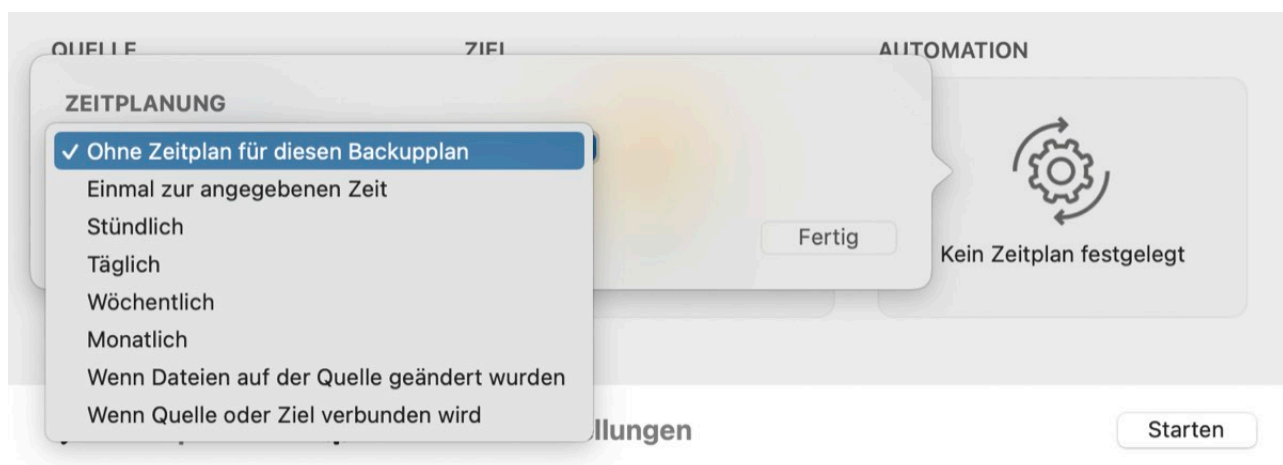 QUELLE ZIEL AUTOMATION
ZEITPLANUNG
✓ Ohne Zeitplan für diesen Backupplan
Einmal zur angegebenen Zeit
Stündlich
Täglich
Wöchentlich
Monatlich
Wenn Dateien auf der Quelle geändert wurden
Wenn Quelle oder Ziel verbunden wird
Fertig
Kein Zeitplan festgelegt
llungen
Starten